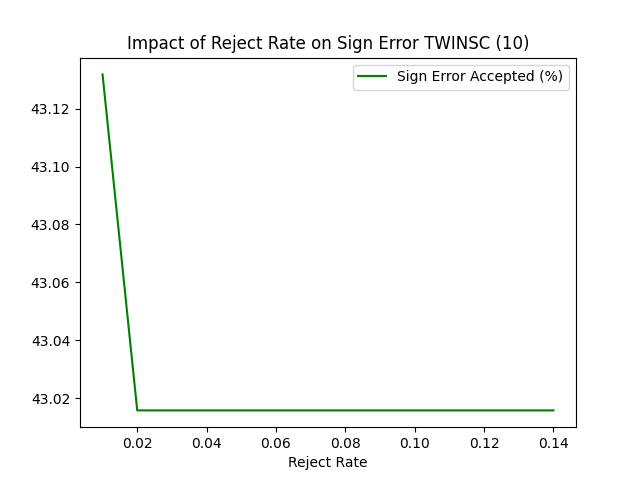 Impact of Reject Rate on Sign Error TWINSC (10)
Sign Error Accepted (%)
43.12
43.10
43.08
43.06
43.04
43.02
0.02 0.04 0.06 0.08 0.10 0.12 0.14
Reject Rate